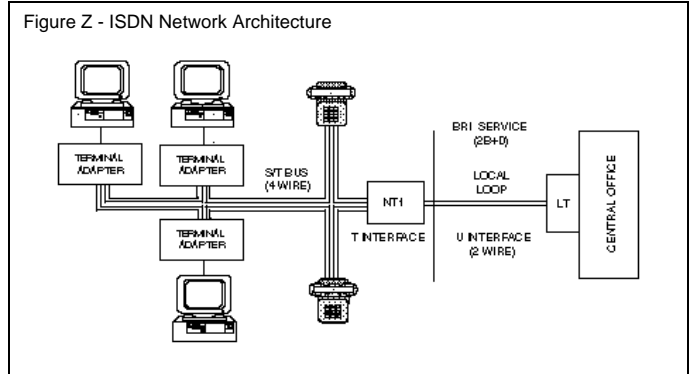 Figure Z - ISDN Network Architecture
TERMINAL
ADAPTER
TERMINAL
ADAPTER
TERMINAL
ADAPTER
S/T BUS
(4 WIRE)
NT1
T INTERFACE
BRI SERVICE
(2B+D)
LOCAL
LOOP
U INTERFACE
(2 WIRE)
LT
CENTRAL OFFICE